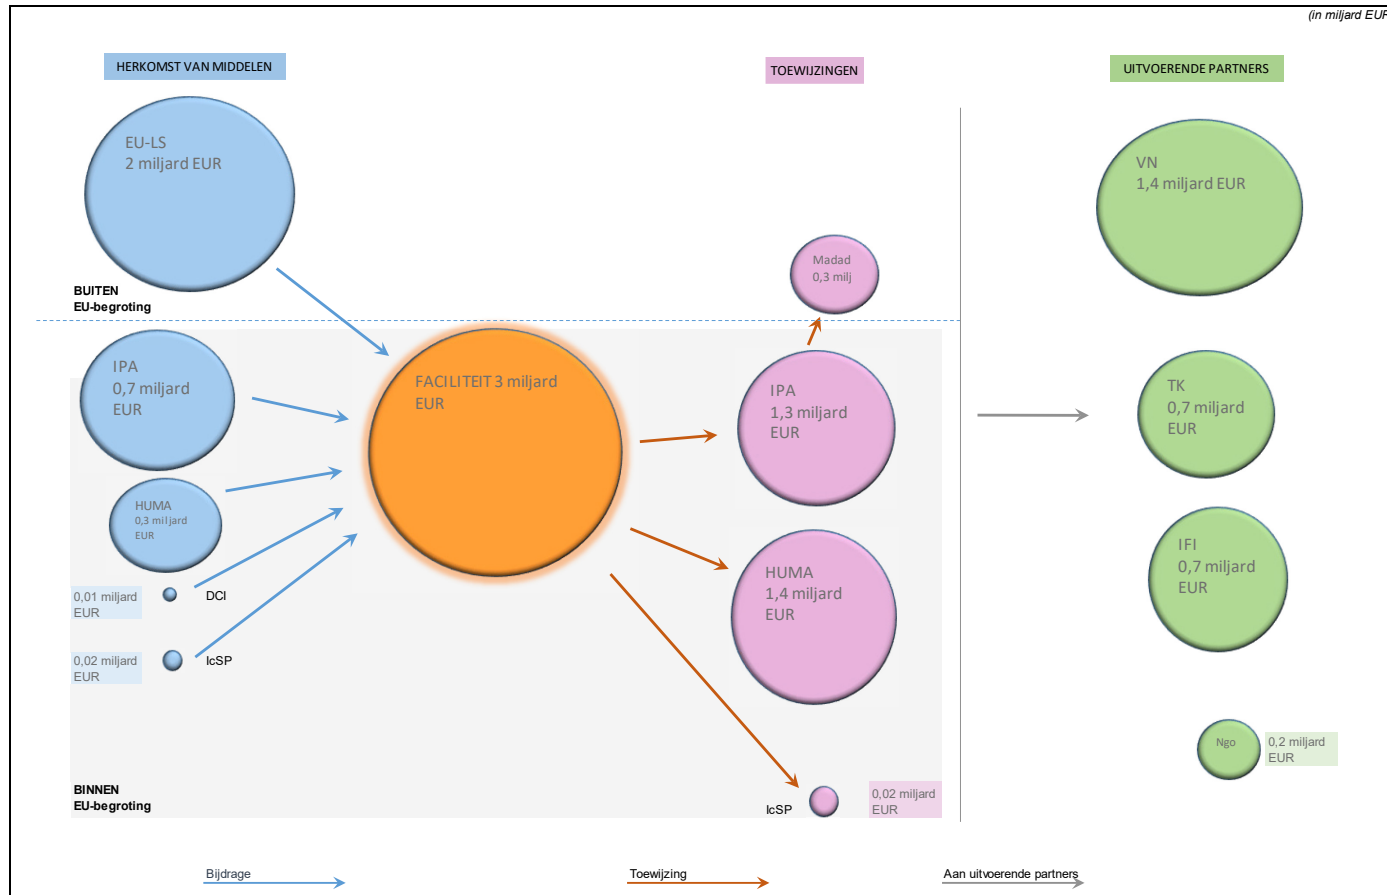 (in miljard EUR
HERKOMST VAN MIDDELEN
TOEWIJZINGEN
UITVOERENDE PARTNERS
EU-LS
2 miljard EUR
VN
1,4 miljard EUR
Madad
0,3 milj
BUITEN
EU-begroting
IPA
0,7 miljard
EUR
FACILITEIT 3 miljard
EUR
IPA
1,3 miljard
EUR
TK
0,7 miljard
EUR
HUMA
0,3 miljard
EUR
HUMA
1,4 miljard
EUR
IFI
0,7 miljard
EUR
0,01 miljard
EUR
DCI
0,02 miljard
EUR
IcSP
Ngo
0,2 miljard
EUR
BINNEN
EU-begroting
IcSP
0,02 miljard
EUR
Bijdrage
Toewijzing
Aan uitvoerende partners